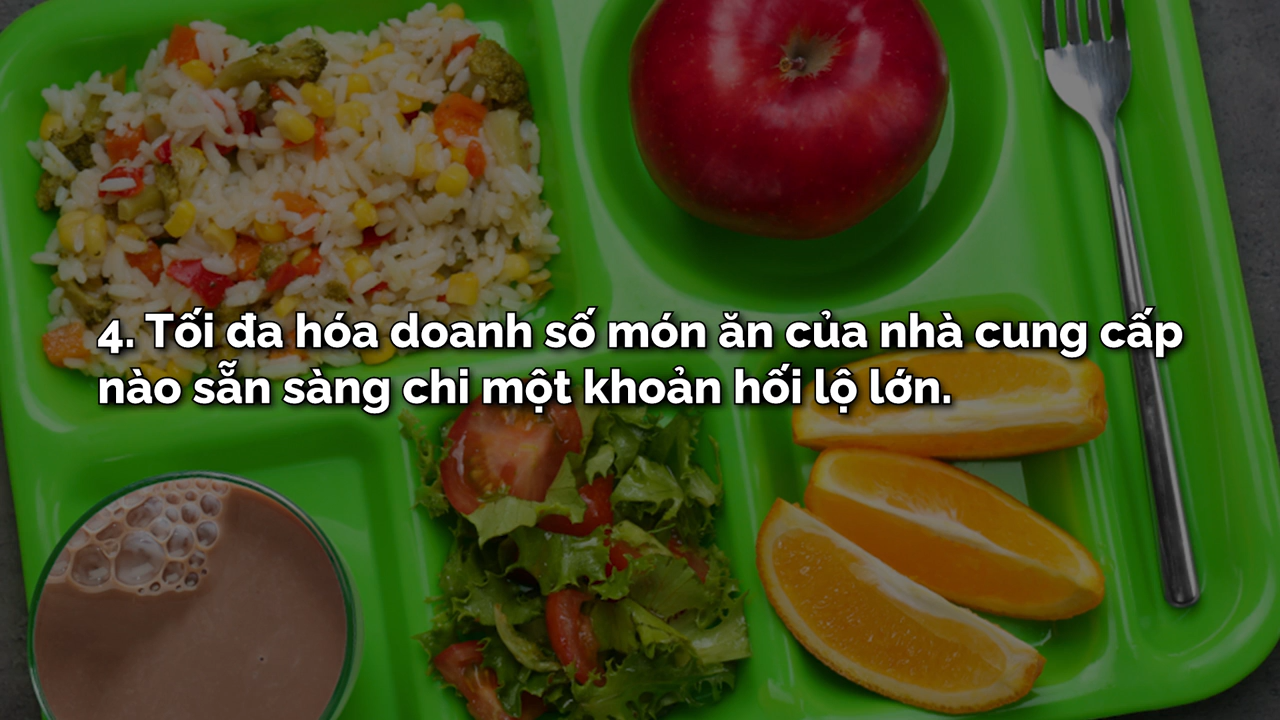 4. Tối đa hóa doanh số món ăn của nhà cung cấp
nào sẵn sàng chi một khoản hối lộ lớn.